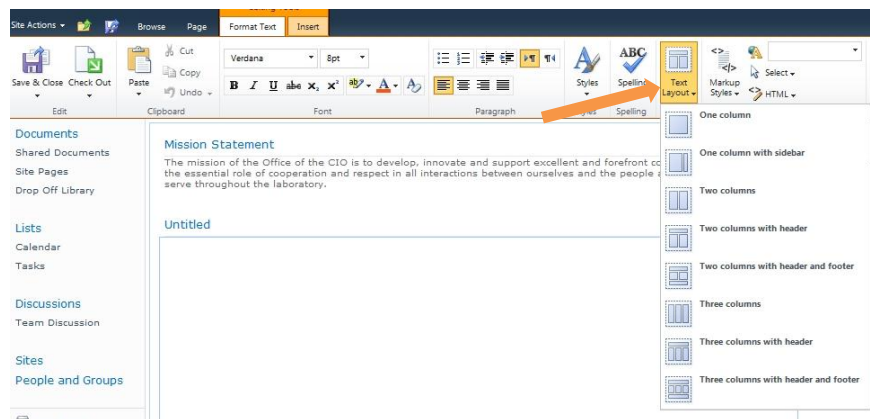 Site Actions
Browse
Page
Format Text
Insert
Save & Close
Check Out
Edit
Paste
Cut
Copy
Undo
Clipboard
Verdana
8pt
B I U abc X, X²
Font
Paragraph
Styles
Styles
ABC
Spelling
Spelling
Text Layout
Markup Styles
Select
HTML
One column
One column with sidebar
Two columns
Two columns with header
Two columns with header and footer
Three columns
Three columns with header
Three columns with header and footer
Documents
Shared Documents
Site Pages
Drop Off Library
Lists
Calendar
Tasks
Discussions
Team Discussion
Sites
People and Groups
Mission Statement
The mission of the Office of the CIO is to develop, innovate and support excellent and forefront
the essential role of cooperation and respect in all interactions between ourselves and the people
serve throughout the laboratory.
Untitled